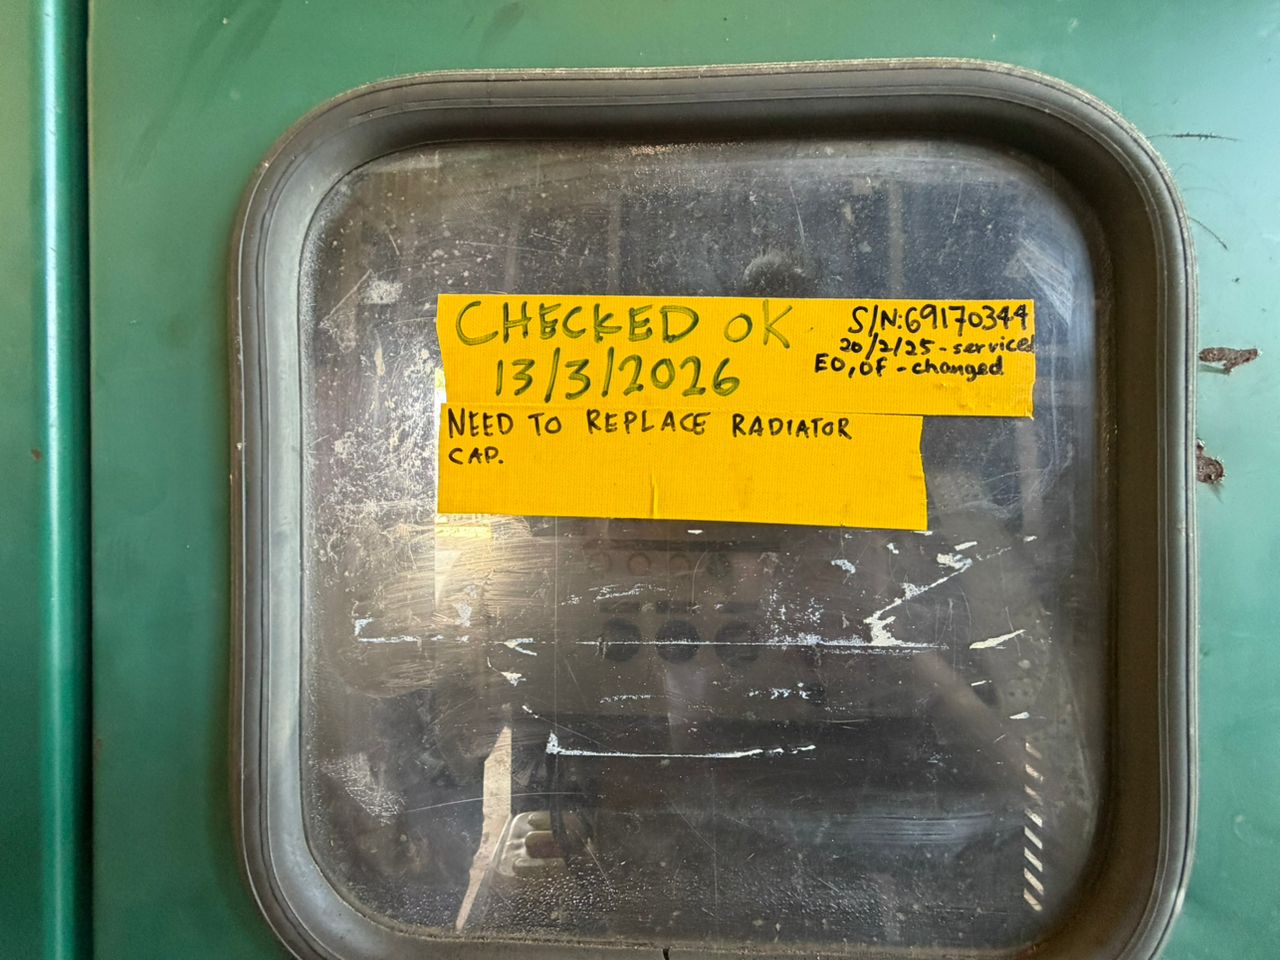 CHECKED OK
13/3/2026
S/N:69170344
20/2/25-serviced
EO,OF-changed
NEED TO REPLACE RADIATOR
CAP.